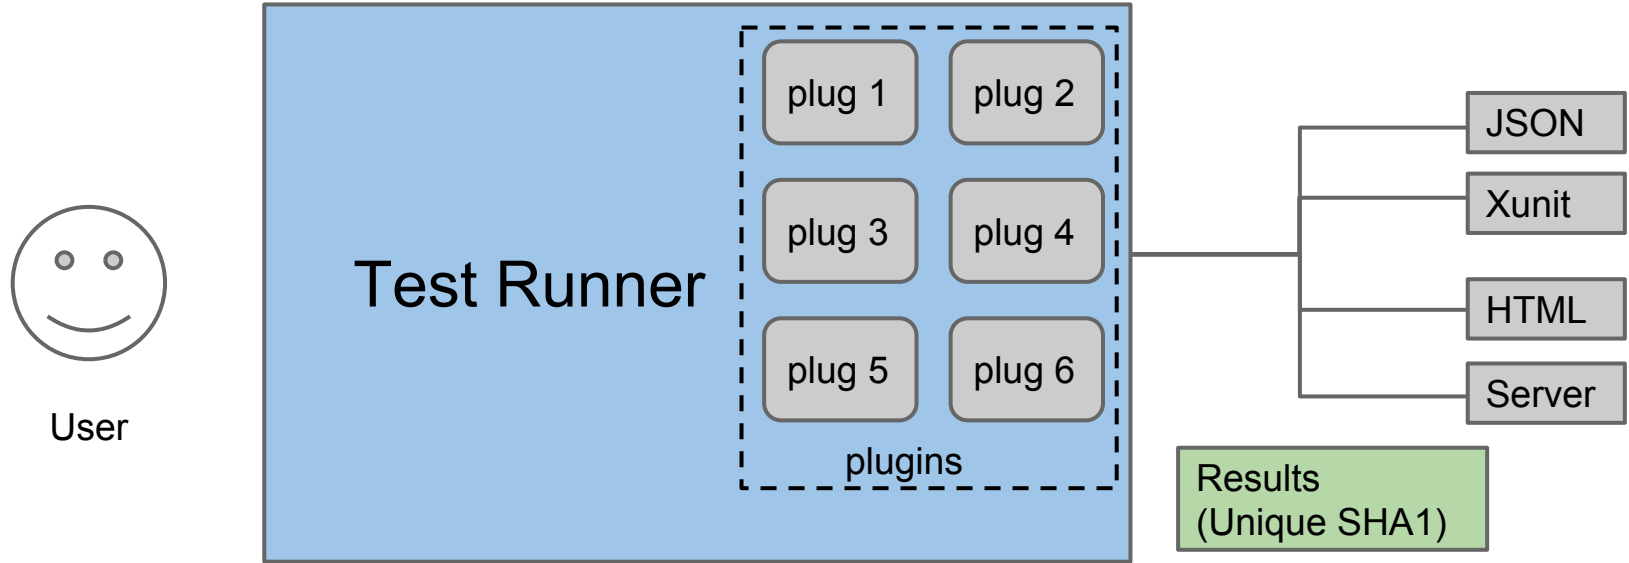 User
Test Runner
plug 1
plug 2
plug 3
plug 4
plug 5
plug 6
plugins
JSON
Xunit
HTML
Server
Results
(Unique SHA1)